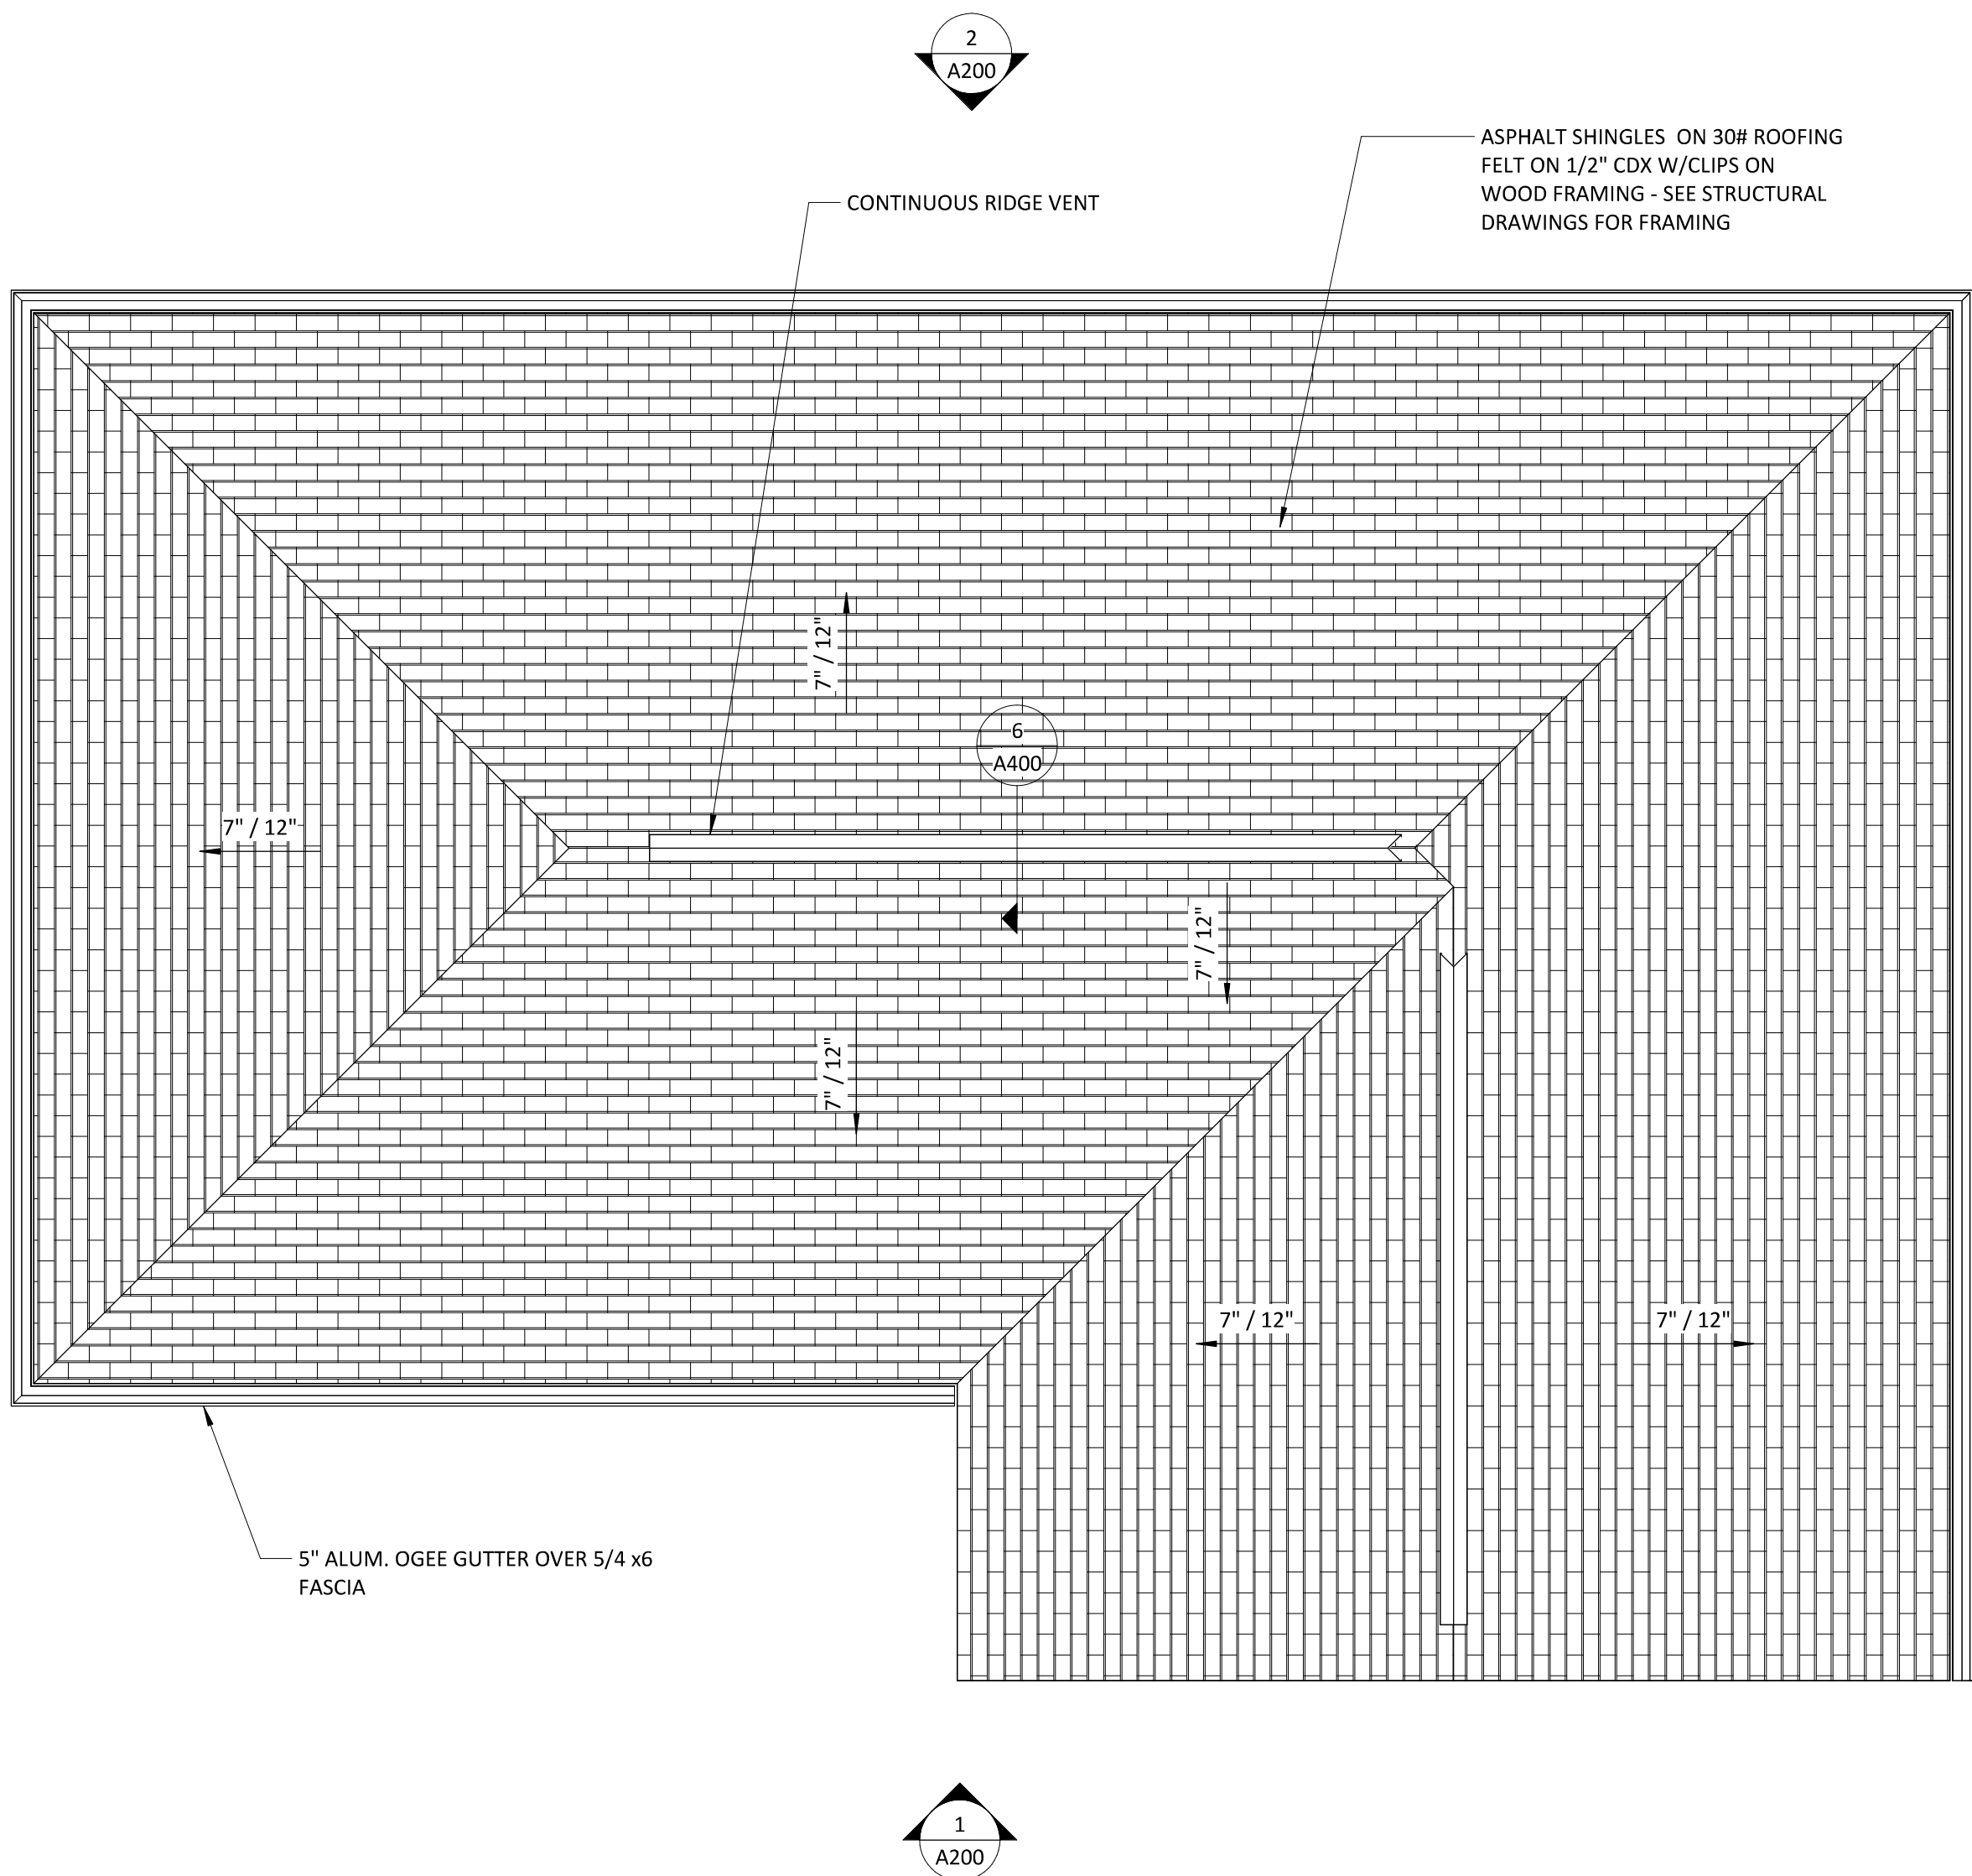 2
A200
ASPHALT SHINGLES ON 30# ROOFING
FELT ON 1/2" CDX W/CLIPS ON
WOOD FRAMING - SEE STRUCTURAL
DRAWINGS FOR FRAMING
CONTINUOUS RIDGE VENT
7" / 12"
6
A400
7" / 12"
7" / 12"
7" / 12"
7" / 12"
7" / 12"
5" ALUM. OGEE GUTTER OVER 5/4 x6
FASCIA
1
A200